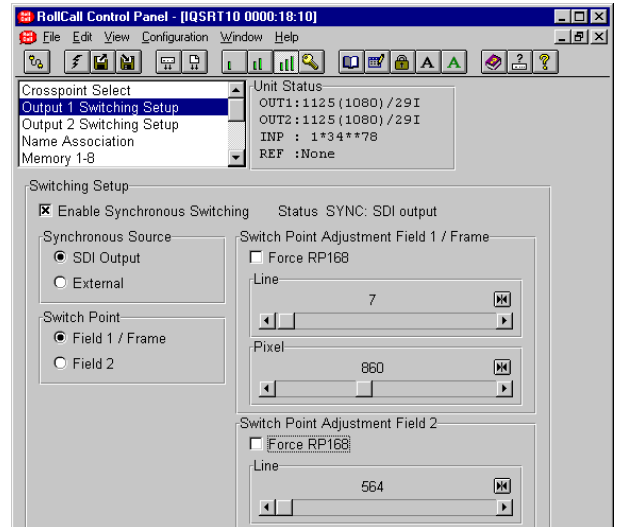 RollCall Control Panel - [IQSRT10 0000:18:10]
File Edit View Configuration Window Help
A A ?
Crosspoint Select
Output 1 Switching Setup
Output 2 Switching Setup
Name Association
Memory 1-8
Unit Status
OUT1:1125(1080)/29I
OUT2:1125(1080)/29I
INP : 1*34**78
REF :None
Switching Setup
Enable Synchronous Switching Status SYNC: SDI output
Synchronous Source
SDI Output
External
Switch Point
Field 1 / Frame
Field 2
Switch Point Adjustment Field 1 / Frame
Force RP168
Line
7
Pixel
860
Switch Point Adjustment Field 2
Force RP168
Line
564